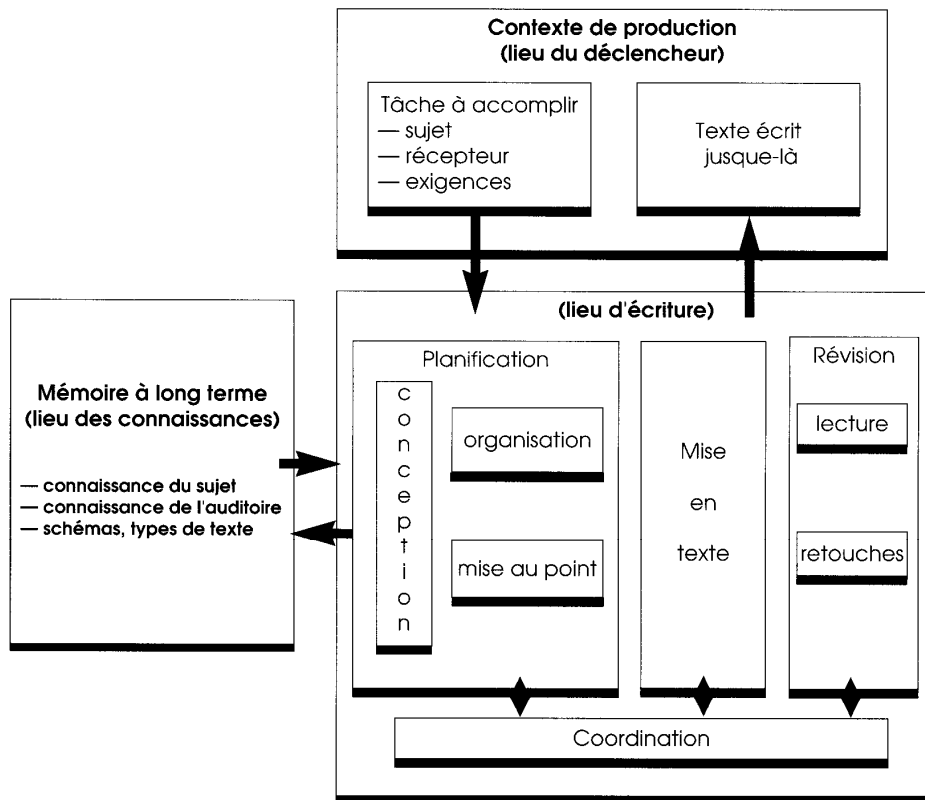 Contexte de production
(lieu du déclencheur)
Tâche à accomplir
— sujet
— récepteur
— exigences
Texte écrit
jusque-là
Mémoire à long terme
(lieu des connaissances)
— connaissance du sujet
— connaissance de l'auditoire
— schémas, types de texte
(lieu d'écriture)
Planification
conception
organisation
mise au point
Mise
en
texte
Révision
lecture
retouches
Coordination